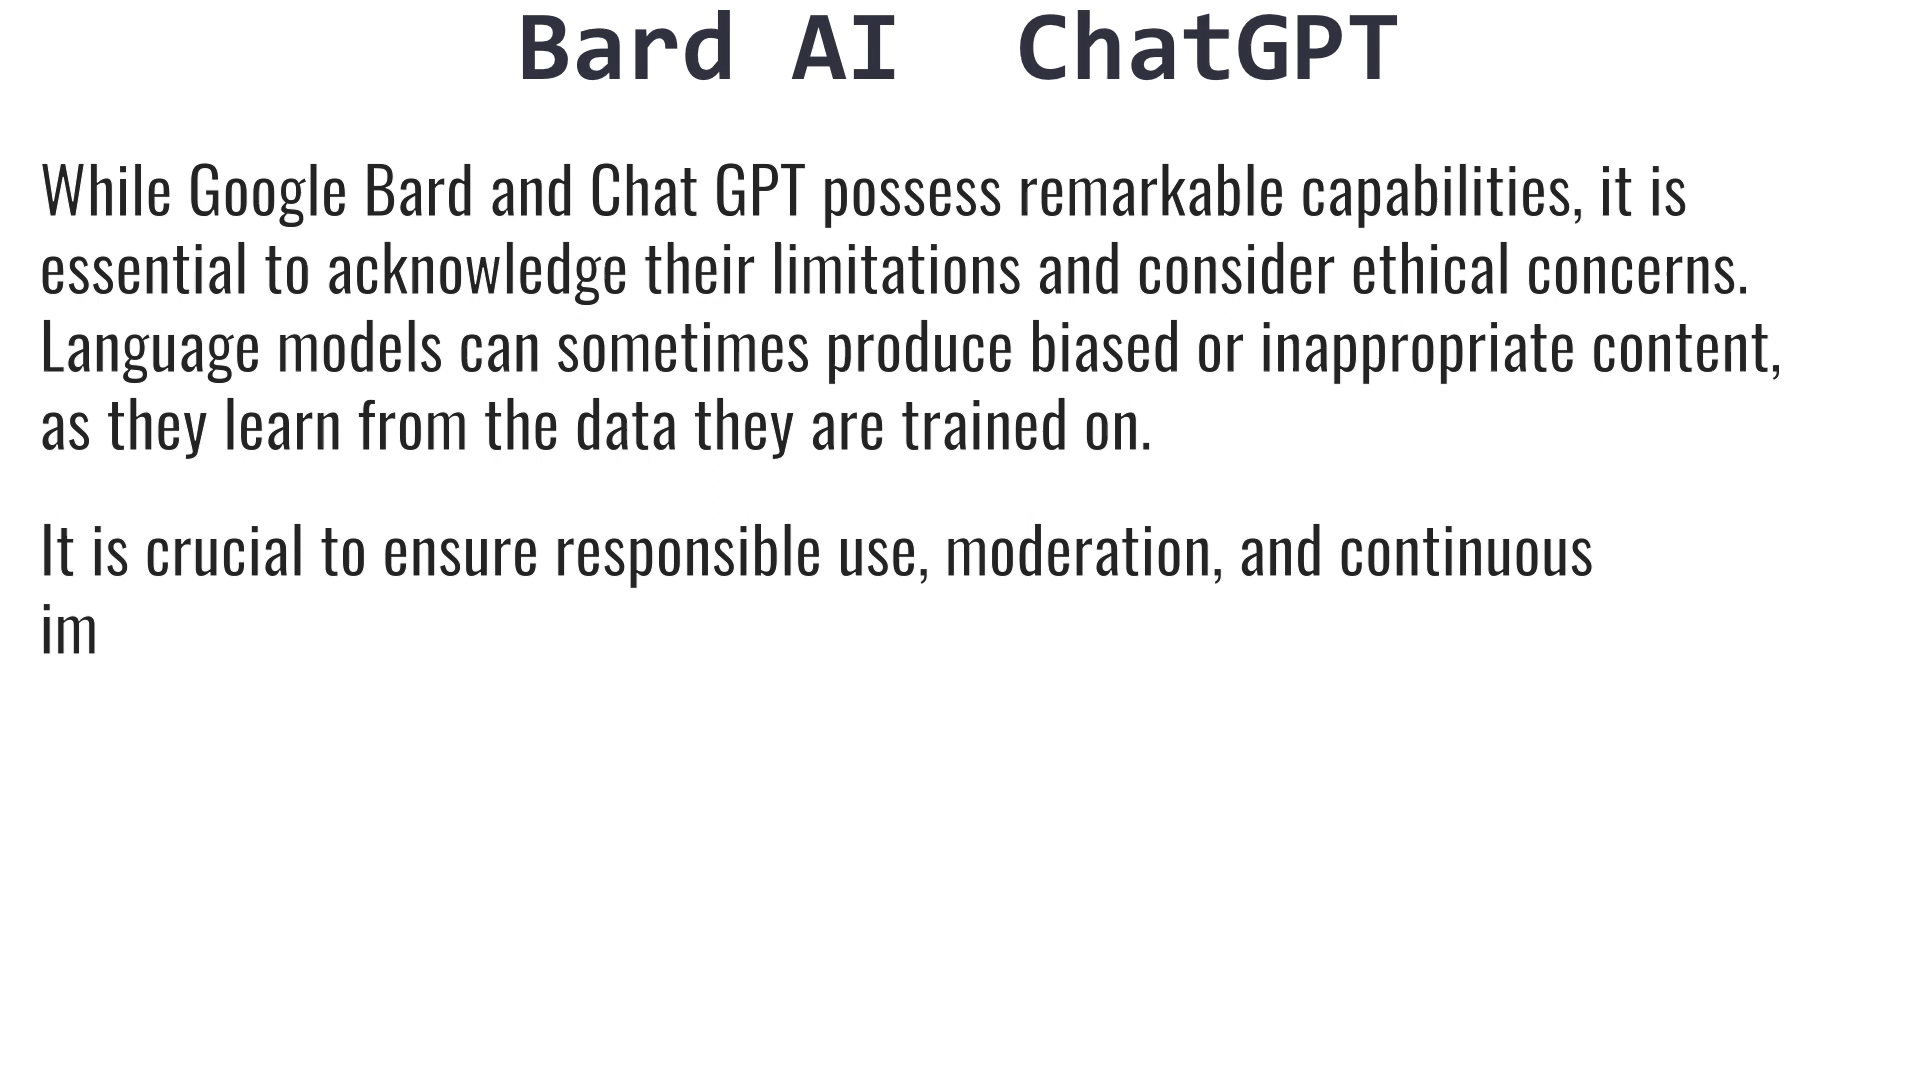 Bard AI  ChatGPT
While Google Bard and Chat GPT possess remarkable capabilities, it is
essential to acknowledge their limitations and consider ethical concerns.
Language models can sometimes produce biased or inappropriate content,
as they learn from the data they are trained on.
It is crucial to ensure responsible use, moderation, and continuous
im